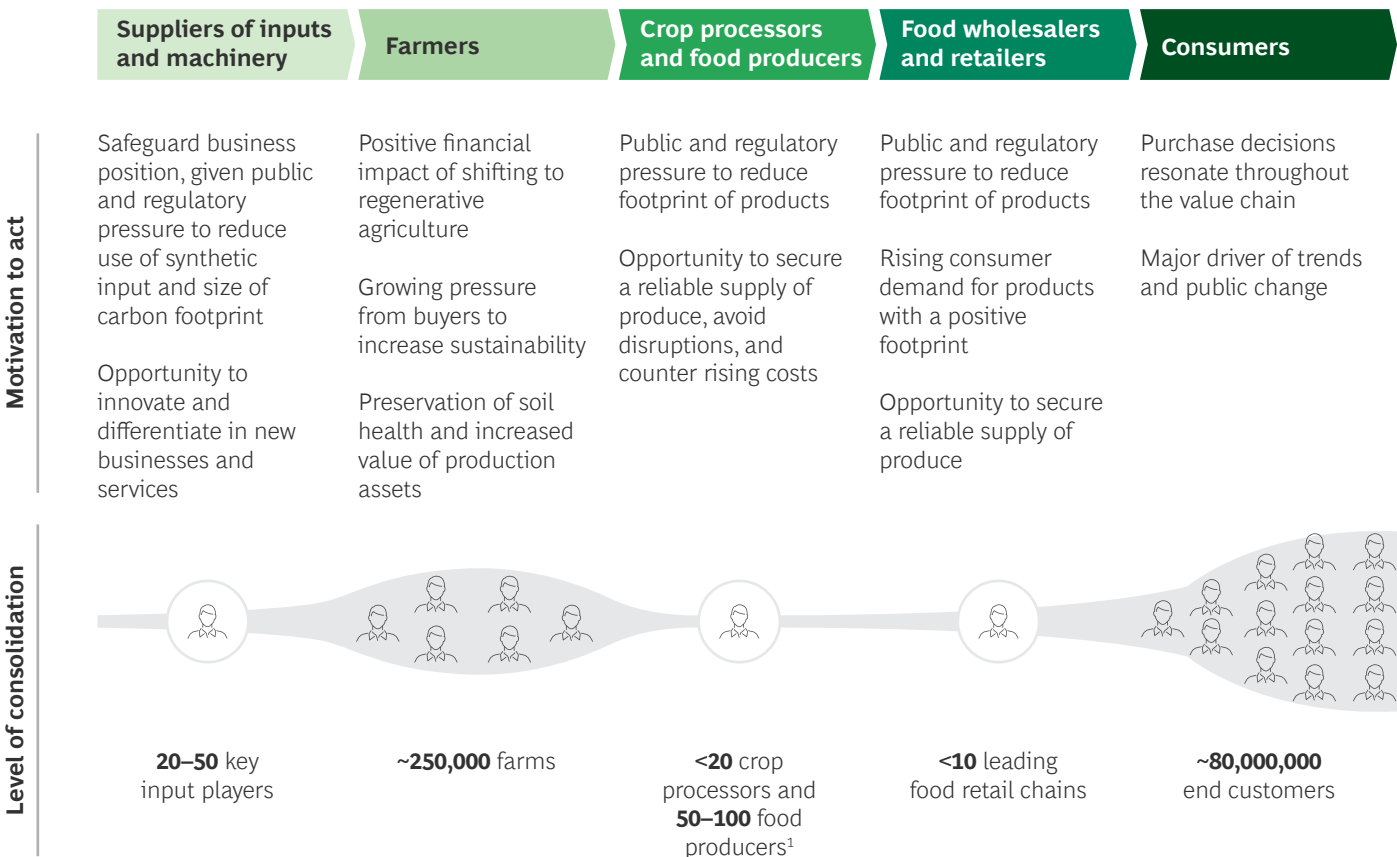 Suppliers of inputs
and machinery
Farmers
Crop processors
and food producers
Food wholesalers
and retailers
Consumers
Motivation to act
Safeguard business
position, given public
and regulatory
pressure to reduce
use of synthetic
input and size of
carbon footprint
Opportunity to
innovate and
differentiate in new
businesses and
services
Positive financial
impact of shifting to
regenerative
agriculture
Growing pressure
from buyers to
increase sustainability
Preservation of soil
health and increased
value of production
assets
Public and regulatory
pressure to reduce
footprint of products
Opportunity to secure
a reliable supply of
produce, avoid
disruptions, and
counter rising costs
Public and regulatory
pressure to reduce
footprint of products
Rising consumer
demand for products
with a positive
footprint
Opportunity to secure
a reliable supply of
produce
Purchase decisions
resonate throughout
the value chain
Major driver of trends
and public change
Level of consolidation
20–50 key
input players
~250,000 farms
<20 crop
processors and
50–100 food
producers¹
<10 leading
food retail chains
~80,000,000
end customers